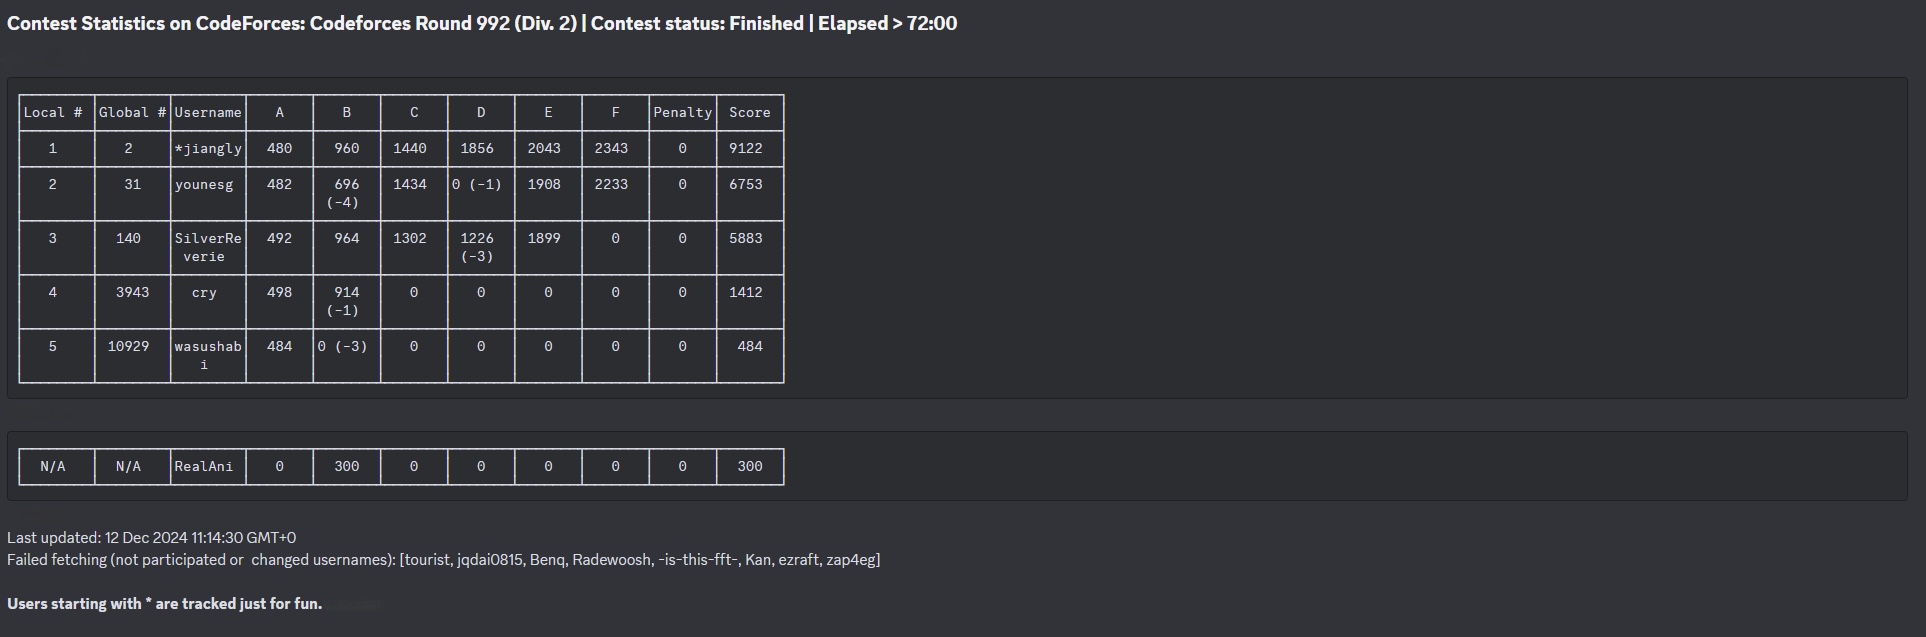 Contest Statistics on CodeForces: Codeforces Round 992 (Div. 2) | Contest status: Finished | Elapsed > 72:00
Local # Global # Username A B C D E F Penalty Score
1 2 *jiangly 480 960 1440 1856 2043 2343 0 9122
2 31 younesg 482 696 1434 0 (-1) 1908 2233 0 6753
(-4)
3 140 SilverRe 492 964 1302 1226 1899 0 0 5883
verie (-3)
4 3943 cry 498 914 0 0 0 0 0 1412
(-1)
5 10929 wasushab 484 0 (-3) 0 0 0 0 0 484
i
N/A N/A RealAni 0 300 0 0 0 0 0 300
Last updated: 12 Dec 2024 11:14:30 GMT+0
Failed fetching (not participated or changed usernames): [tourist, jqdai0815, Benq, Radewoosh, -is-this-fft-, Kan, ezraft, zap4eg]
Users starting with * are tracked just for fun.